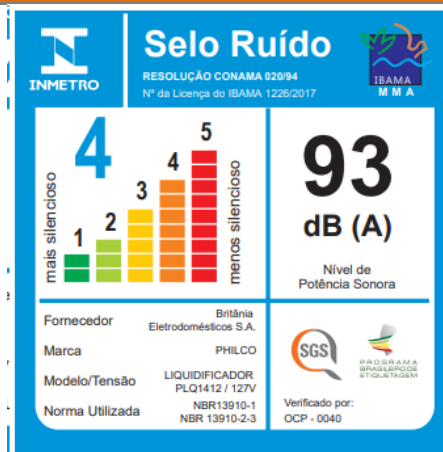 INMETRO
Selo Ruído
RESOLUÇÃO CONAMA 020/94
Nº da Licença do IBAMA 1226/2017
IBAMA
MMA
4
mais silencioso
1
2
3
4
5
menos silencioso
93
dB (A)
Nível de
Potência Sonora
Fornecedor
Britânia
Eletrodomésticos S.A.
Marca
PHILCO
Modelo/Tensão
LIQUIDIFICADOR
PLQ1412 / 127V
Norma Utilizada
NBR13910-1
NBR 13910-2-3
SGS
PROGRAMA
BRASILEIRO DE
ETIQUETAGEM
Verificado por:
OCP - 0040